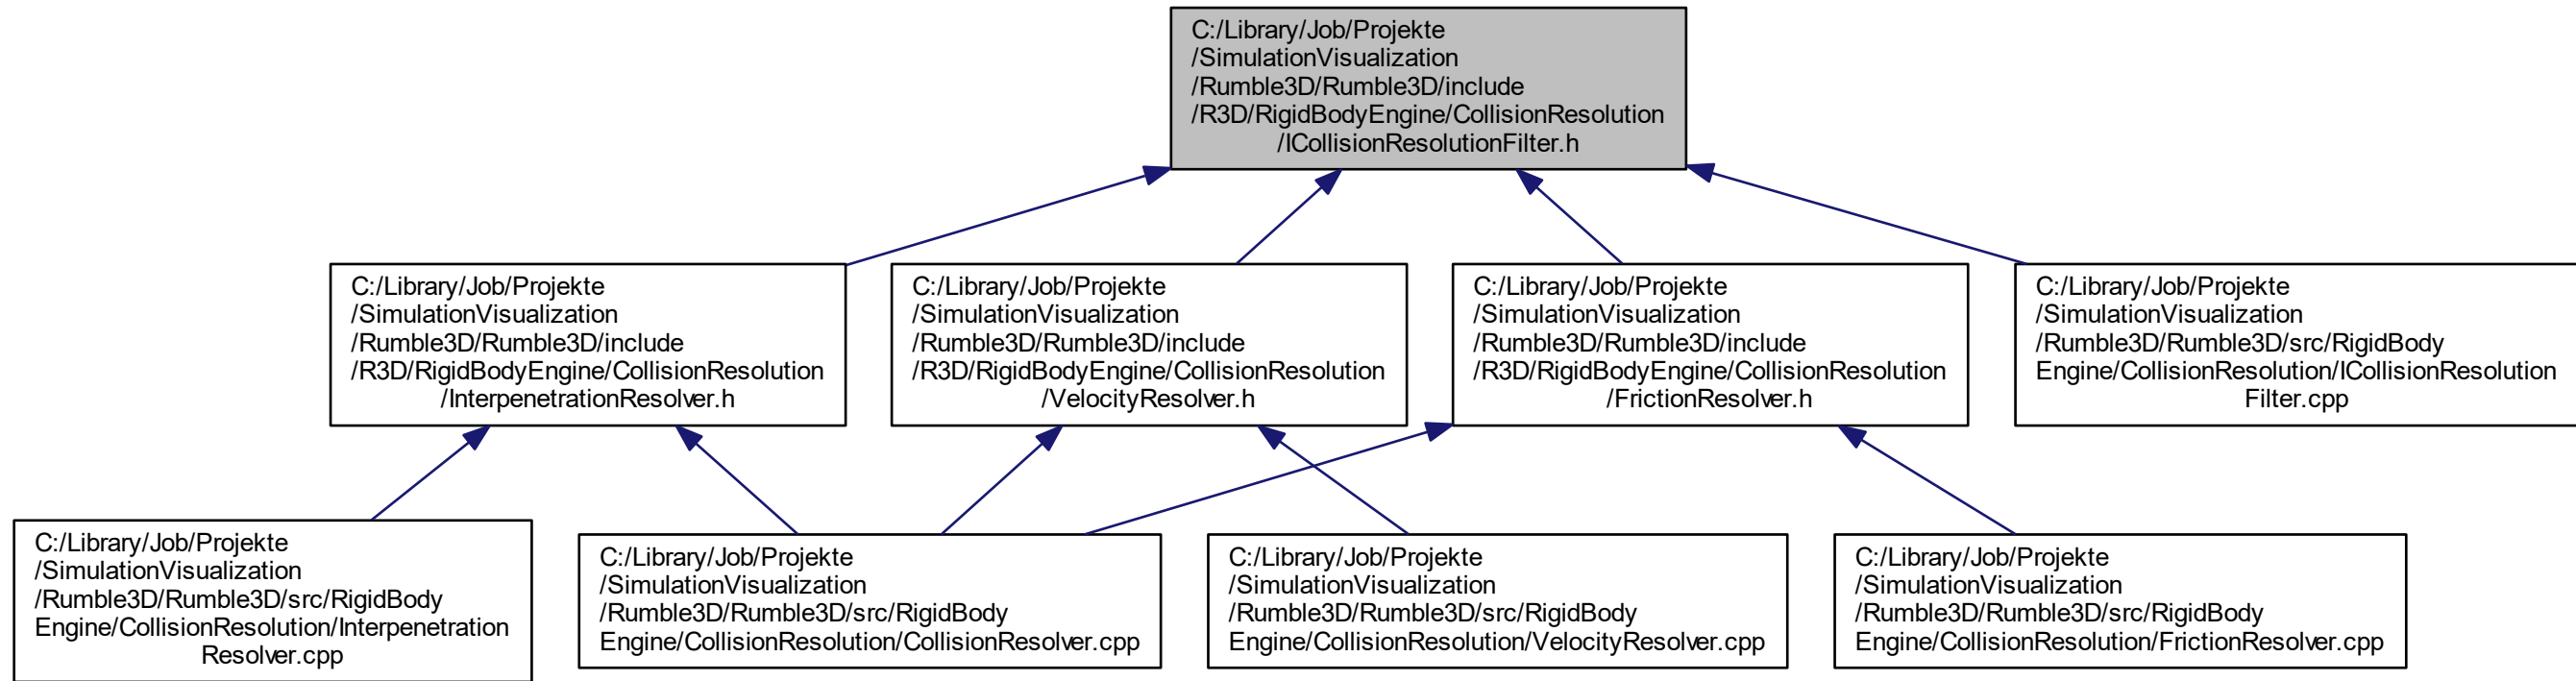 C:/Library/Job/Projekte
/SimulationVisualization
/Rumble3D/Rumble3D/include
/R3D/RigidBodyEngine/CollisionResolution
/ICollisionResolutionFilter.h
C:/Library/Job/Projekte
/SimulationVisualization
/Rumble3D/Rumble3D/include
/R3D/RigidBodyEngine/CollisionResolution
/InterpenetrationResolver.h
C:/Library/Job/Projekte
/SimulationVisualization
/Rumble3D/Rumble3D/include
/R3D/RigidBodyEngine/CollisionResolution
/VelocityResolver.h
C:/Library/Job/Projekte
/SimulationVisualization
/Rumble3D/Rumble3D/include
/R3D/RigidBodyEngine/CollisionResolution
/FrictionResolver.h
C:/Library/Job/Projekte
/SimulationVisualization
/Rumble3D/Rumble3D/src/RigidBody
Engine/CollisionResolution/ICollisionResolution
Filter.cpp
C:/Library/Job/Projekte
/SimulationVisualization
/Rumble3D/Rumble3D/src/RigidBody
Engine/CollisionResolution/Interpenetration
Resolver.cpp
C:/Library/Job/Projekte
/SimulationVisualization
/Rumble3D/Rumble3D/src/RigidBody
Engine/CollisionResolution/CollisionResolver.cpp
C:/Library/Job/Projekte
/SimulationVisualization
/Rumble3D/Rumble3D/src/RigidBody
Engine/CollisionResolution/VelocityResolver.cpp
C:/Library/Job/Projekte
/SimulationVisualization
/Rumble3D/Rumble3D/src/RigidBody
Engine/CollisionResolution/FrictionResolver.cpp